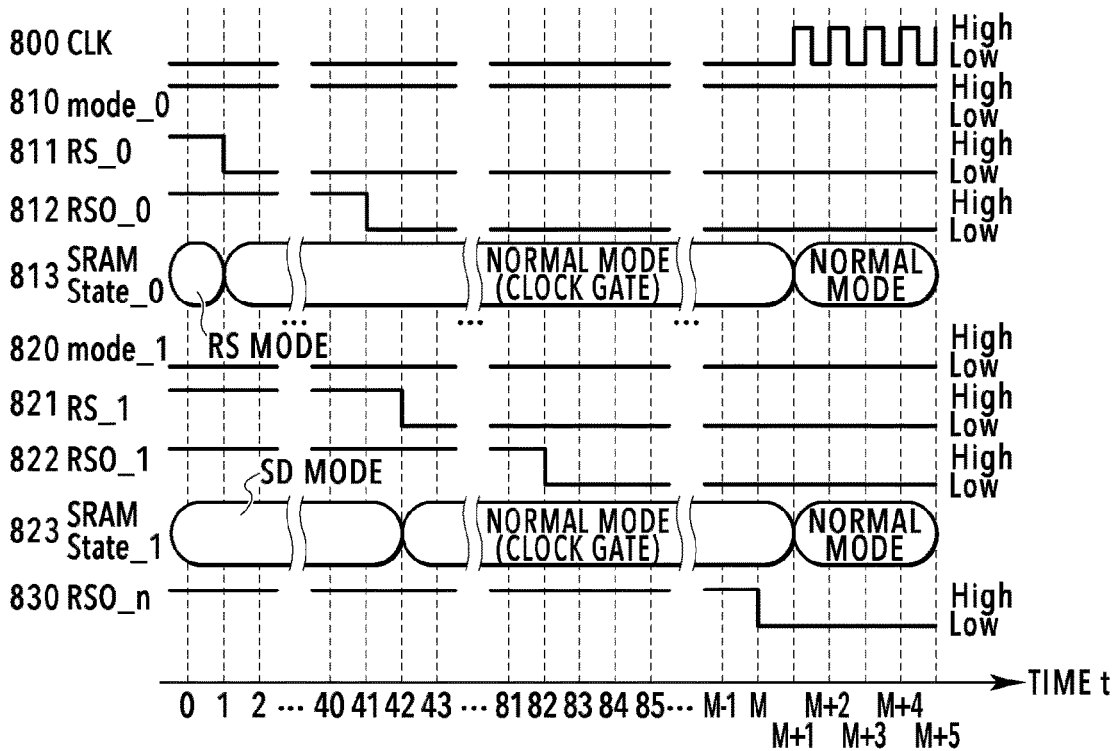 800 CLK High
Low
810 mode_0 High
Low
811 RS_0 High
Low
812 RSO_0 High
Low
813 SRAM State_0 NORMAL MODE (CLOCK GATE) NORMAL MODE
... ... ...
RS MODE
820 mode_1 High
Low
821 RS_1 High
Low
822 RSO_1 High
Low
SD MODE
823 SRAM State_1 NORMAL MODE (CLOCK GATE) NORMAL MODE
830 RSO_n High
Low
TIME t
0 1 2 ... 40 41 42 43 ... 81 82 83 84 85 ... M-1 M M+2 M+4
M+1 M+3 M+5